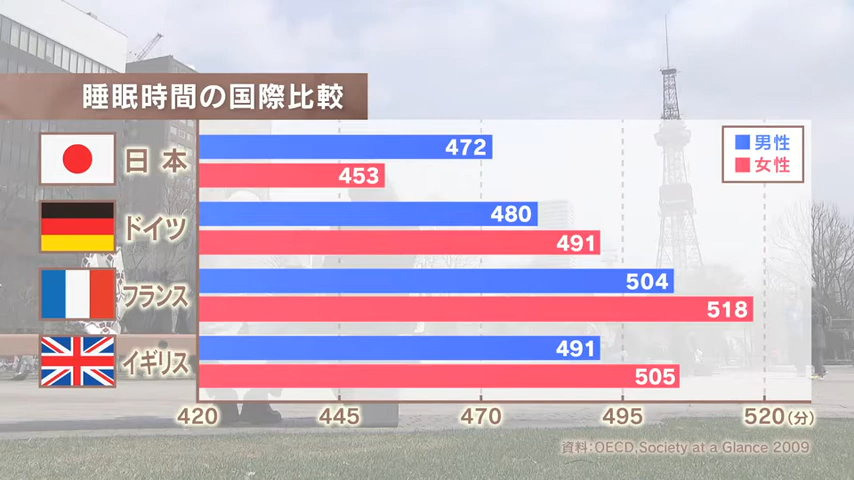 睡眠時間の国際比較
男性
女性
日本
472
453
ドイツ
480
491
フランス
504
518
イギリス
491
505
420 445 470 495 520(分)
資料:OECD,Society at a Glance 2009